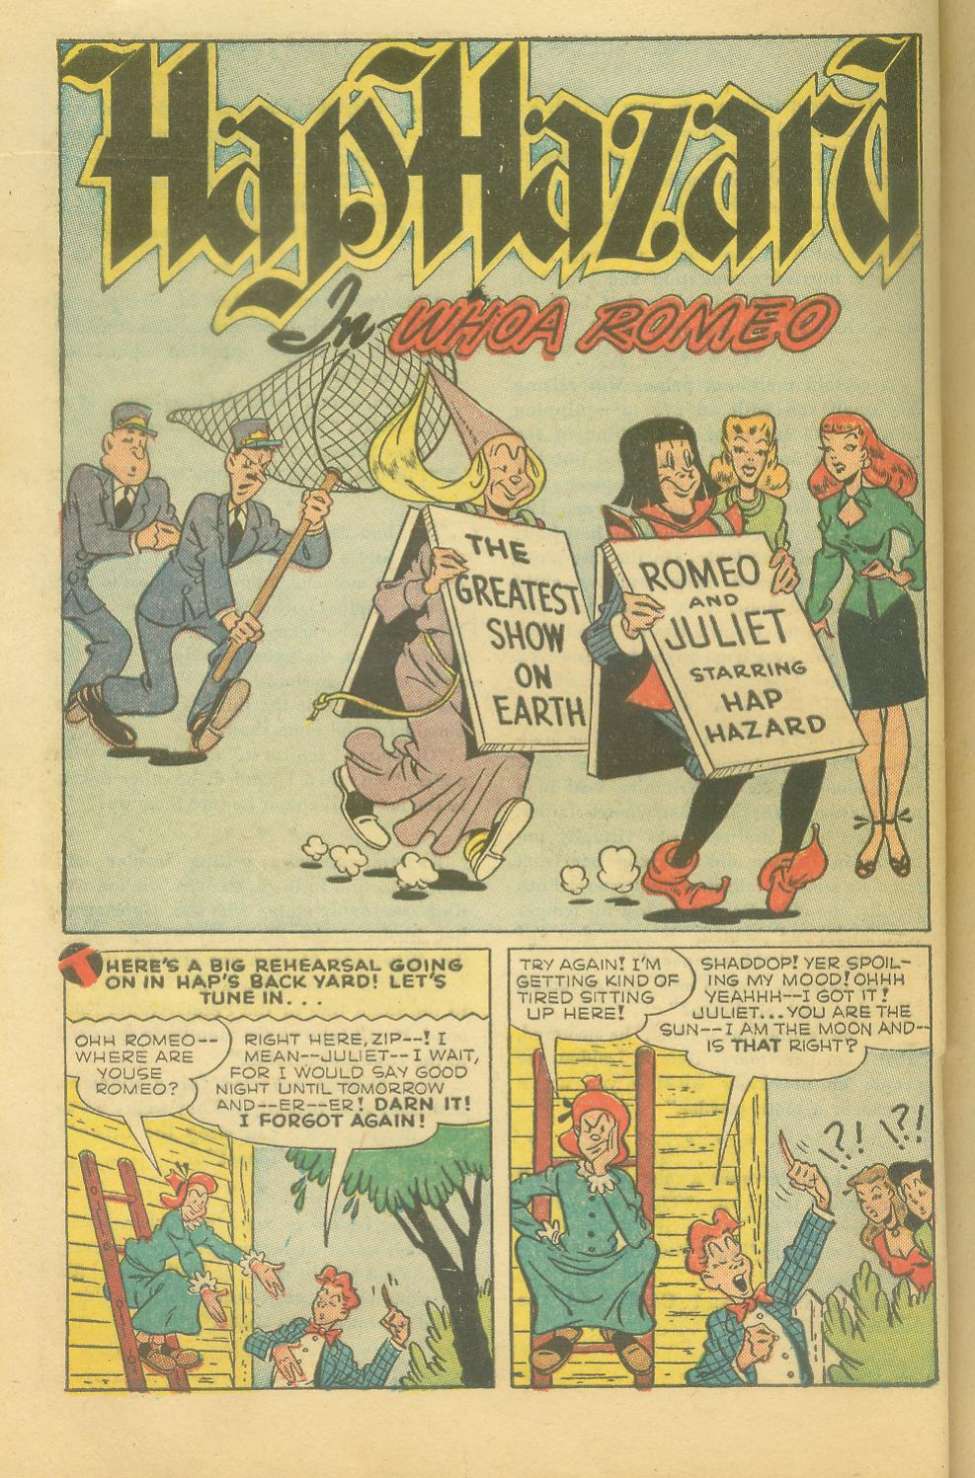 Hap Hazard
In WHOA ROMEO
THE
GREATEST
SHOW
ON
EARTH
ROMEO
AND
JULIET
STARRING
HAP
HAZARD
THERE'S A BIG REHEARSAL GOING
ON IN HAP'S BACK YARD! LET'S
TUNE IN...
OHH ROMEO--
WHERE ARE
YOUSE
ROMEO?
RIGHT HERE, ZIP--! I
MEAN--JULIET--I WAIT,
FOR I WOULD SAY GOOD
NIGHT UNTIL TOMORROW
AND--ER--ER! DARN IT!
I FORGOT AGAIN!
TRY AGAIN! I'M
GETTING KIND OF
TIRED SITTING
UP HERE!
SHADDOP! YER SPOIL-
ING MY MOOD! OHHH
YEAHHH--I GOT IT!
JULIET...YOU ARE THE
SUN--I AM THE MOON AND--
IS THAT RIGHT?
?! !?!